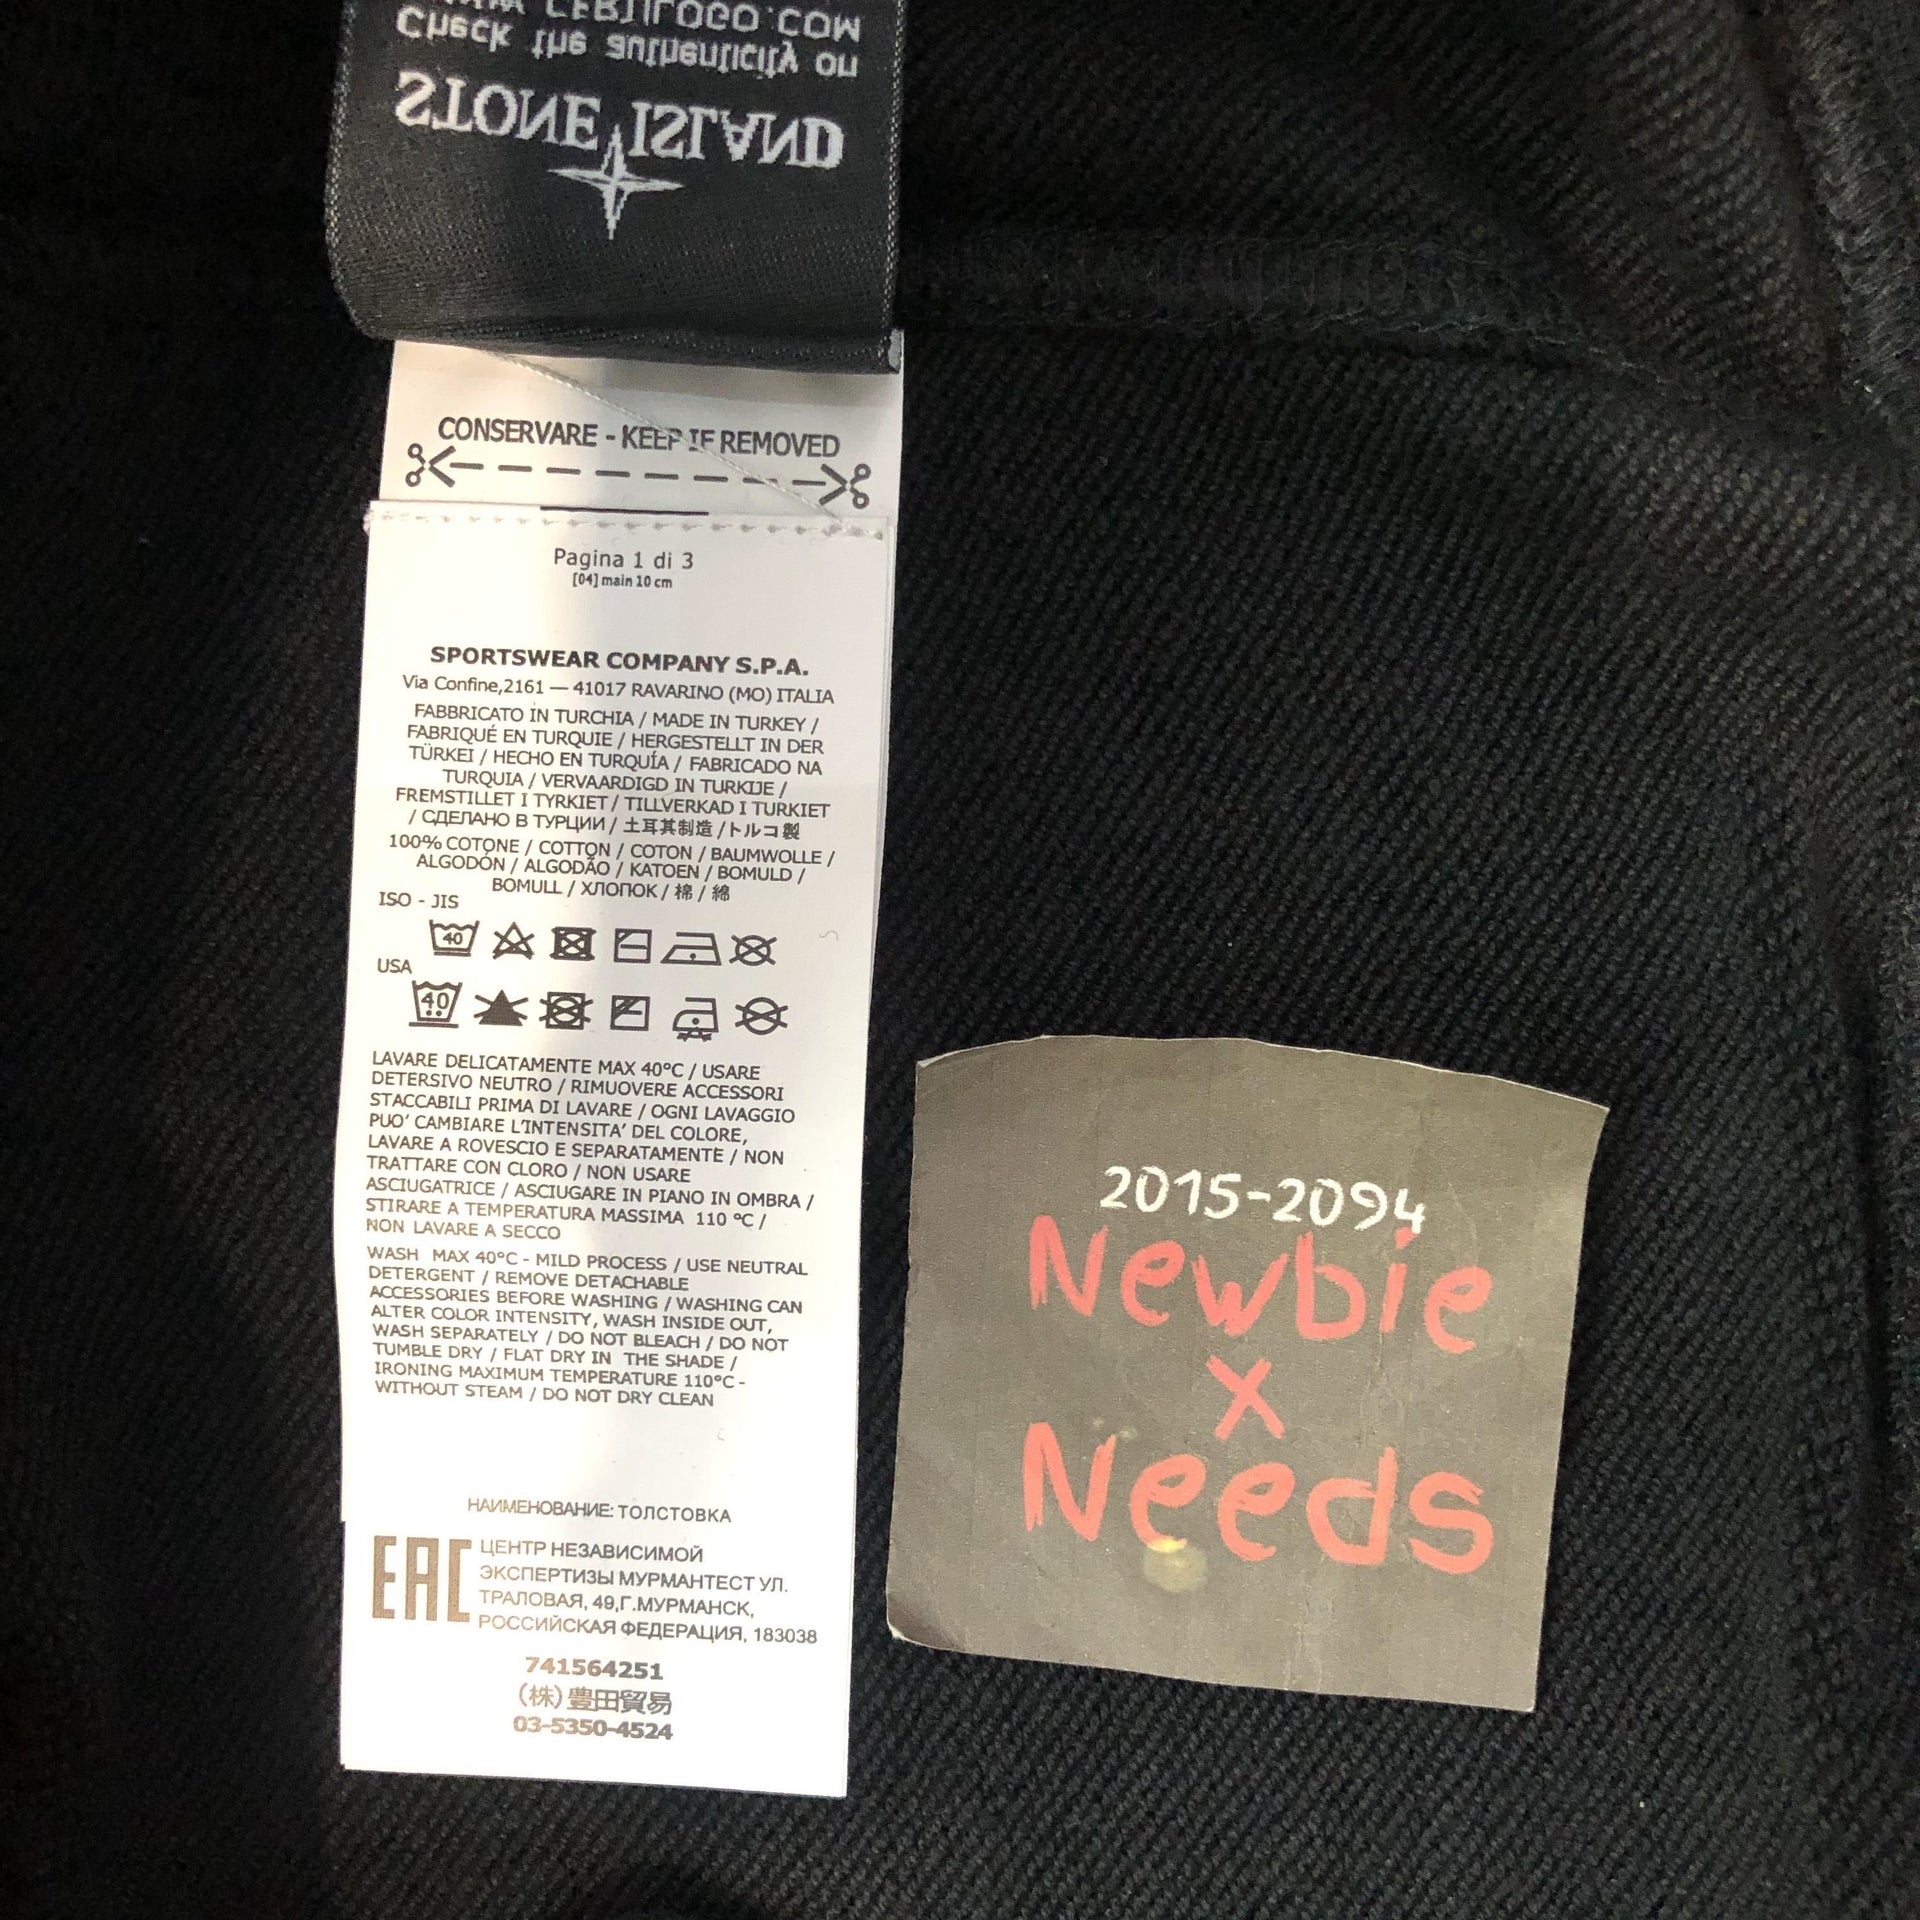 WWW.CERTILOGO.COM
Check the authenticity on
STONE ISLAND
CONSERVARE - KEEP IF REMOVED
Pagina 1 di 3
[04] main 10 cm
SPORTSWEAR COMPANY S.P.A.
Via Confine,2161 — 41017 RAVARINO (MO) ITALIA
FABBRICATO IN TURCHIA / MADE IN TURKEY /
FABRIQUÉ EN TURQUIE / HERGESTELLT IN DER
TÜRKEI / HECHO EN TURQUÍA / FABRICADO NA
TURQUIA / VERVAARDIGD IN TURKIJE /
FREMSTILLET I TYRKIET / TILLVERKAD I TURKIET
/ СДЕЛАНО В ТУРЦИИ / 土耳其制造 / トルコ製
100% COTONE / COTTON / COTON / BAUMWOLLE /
ALGODÓN / ALGODÃO / KATOEN / BOMULD /
BOMULL / ХЛОПОК / 棉 / 綿
ISO - JIS
40
USA
40
LAVARE DELICATAMENTE MAX 40°C / USARE
DETERSIVO NEUTRO / RIMUOVERE ACCESSORI
STACCABILI PRIMA DI LAVARE / OGNI LAVAGGIO
PUO' CAMBIARE L'INTENSITA' DEL COLORE,
LAVARE A ROVESCIO E SEPARATAMENTE / NON
TRATTARE CON CLORO / NON USARE
ASCIUGATRICE / ASCIUGARE IN PIANO IN OMBRA /
STIRARE A TEMPERATURA MASSIMA 110 °C /
NON LAVARE A SECCO
WASH MAX 40°C - MILD PROCESS / USE NEUTRAL
DETERGENT / REMOVE DETACHABLE
ACCESSORIES BEFORE WASHING / WASHING CAN
ALTER COLOR INTENSITY, WASH INSIDE OUT,
WASH SEPARATELY / DO NOT BLEACH / DO NOT
TUMBLE DRY / FLAT DRY IN THE SHADE /
IRONING MAXIMUM TEMPERATURE 110°C -
WITHOUT STEAM / DO NOT DRY CLEAN
НАИМЕНОВАНИЕ: ТОЛСТОВКА
EAC
ЦЕНТР НЕЗАВИСИМОЙ
ЭКСПЕРТИЗЫ МУРМАНТЕСТ УЛ.
ТРАЛОВАЯ, 49,Г.МУРМАНСК,
РОССИЙСКАЯ ФЕДЕРАЦИЯ, 183038
741564251
(株)豊田貿易
03-5350-4524
2015-2094
Newbie
x
Needs